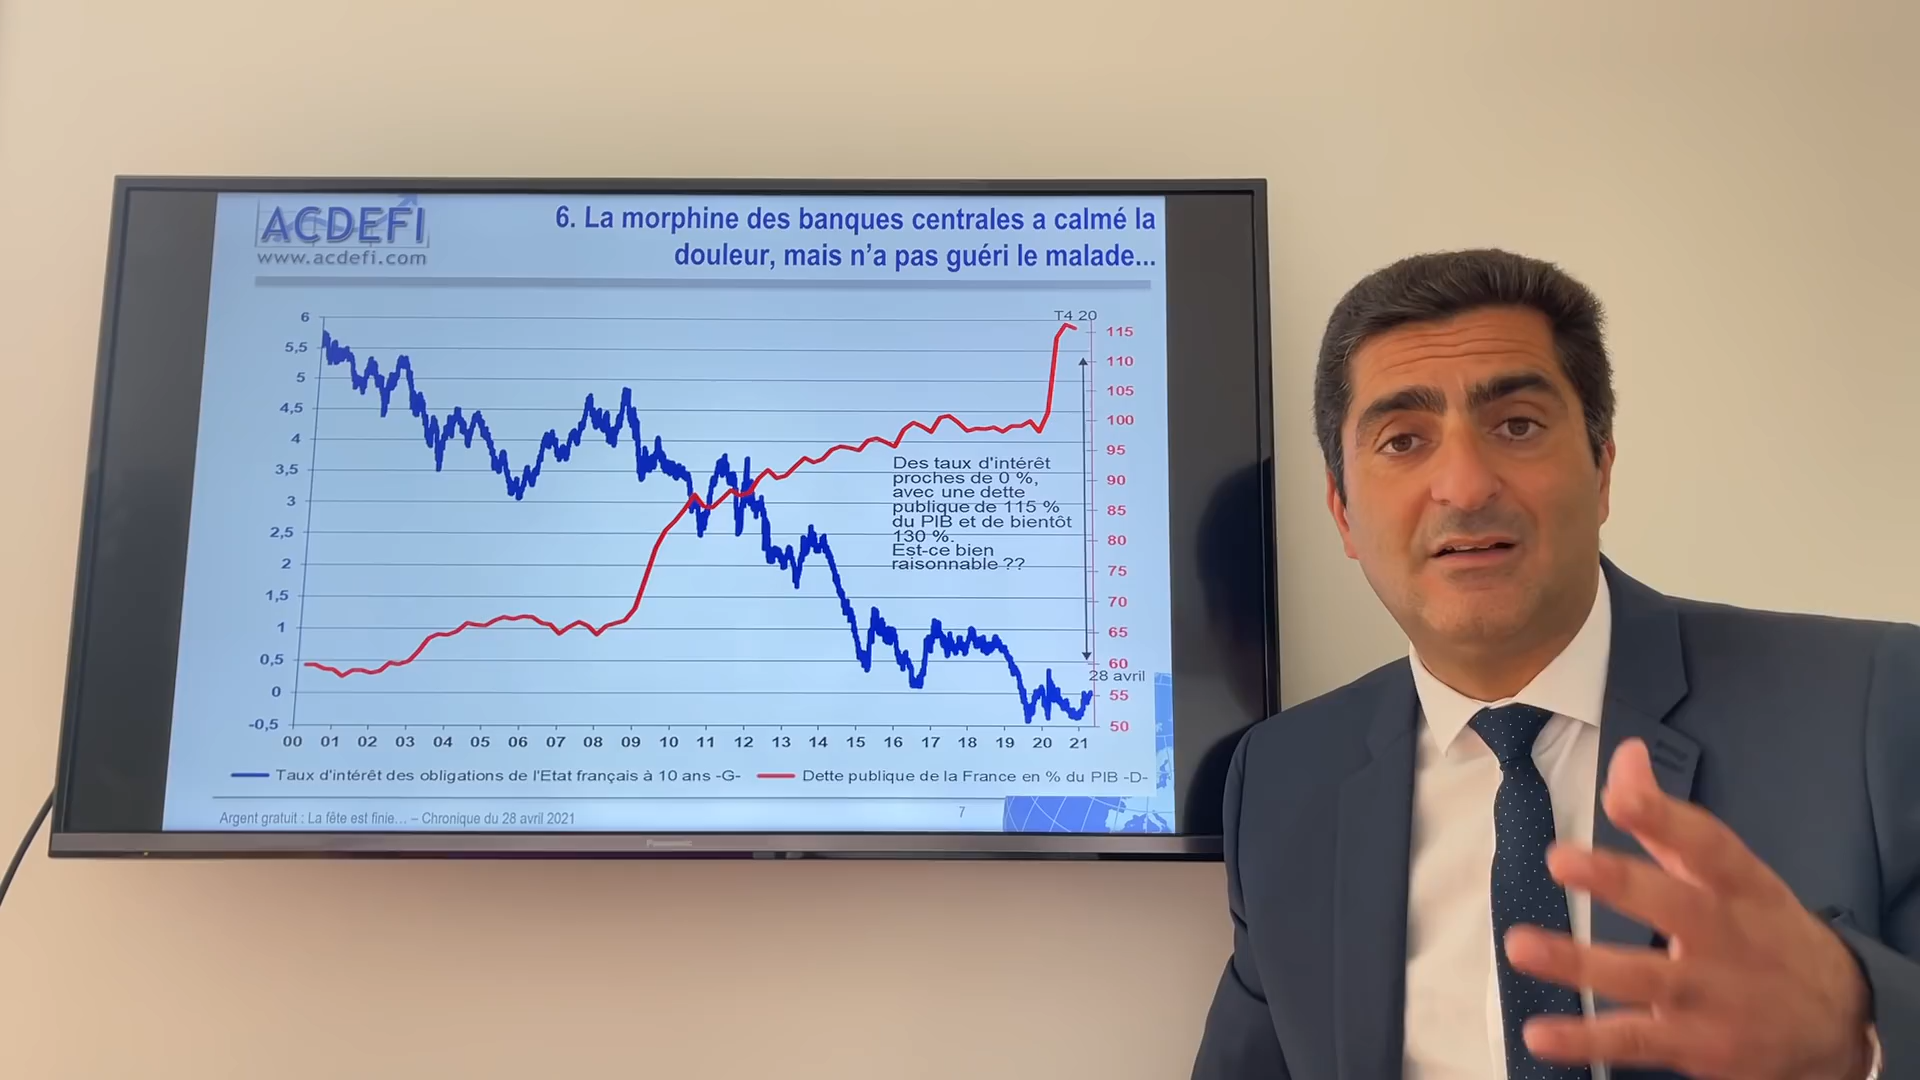 ACDEFI
www.acdefi.com
6. La morphine des banques centrales a calmé la
douleur, mais n'a pas guéri le malade...
T4 20
6
5,5
5
4,5
4
3,5
3
2,5
2
1,5
1
0,5
0
-0,5
115
110
105
100
95
90
85
80
75
70
65
60
55
50
Des taux d'intérêt
proches de 0 %,
avec une dette
publique de 115 %
du PIB et de bientôt
130 %.
Est-ce bien
raisonnable ??
28 avril
00 01 02 03 04 05 06 07 08 09 10 11 12 13 14 15 16 17 18 19 20 21
Taux d'intérêt des obligations de l'Etat français à 10 ans -G- Dette publique de la France en % du PIB -D-
Argent gratuit : La fête est finie… – Chronique du 28 avril 2021
7
Panasonic